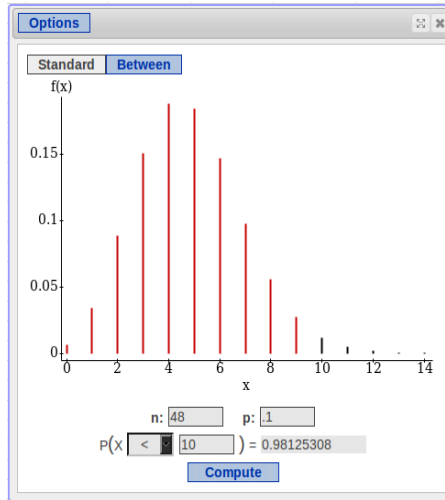 Options
Standard Between
f(x)
0.15
0.1
0.05
0
0 2 4 6 8 10 12 14
x
n: 48 p: .1
P(X < 10 ) = 0.98125308
Compute